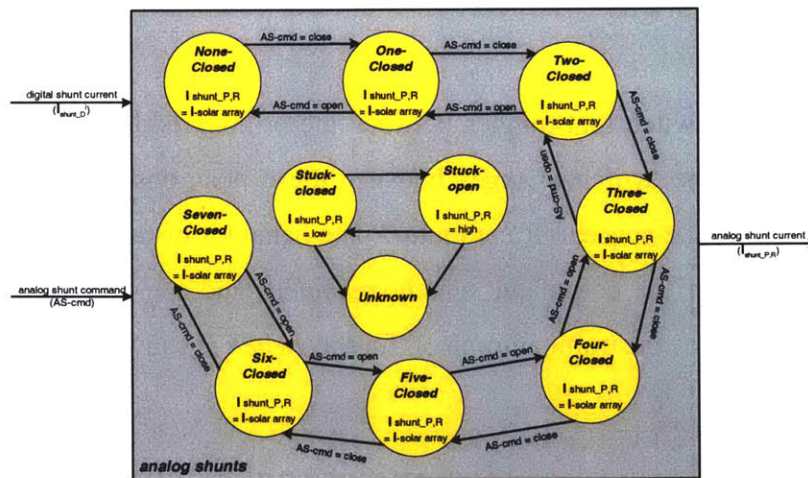 None-
Closed
I shunt_P,R
= I-solar array
AS-cmd = close
AS-cmd = open
One-
Closed
I shunt_P,R
= I-solar array
AS-cmd = close
AS-cmd = open
Two-
Closed
I shunt_P,R
= I-solar array
digital shunt current
(I shunt_D)
AS-cmd = close
AS-cmd = open
Stuck-
closed
I shunt_P,R
= low
Stuck-
open
I shunt_P,R
= high
Unknown
Three-
Closed
I shunt_P,R
= I-solar array
Seven-
Closed
I shunt_P,R
= I-solar array
analog shunt current
(I shunt_P,R)
analog shunt command
(AS-cmd)
AS-cmd = open
AS-cmd = close
AS-cmd = open
AS-cmd = close
Six-
Closed
I shunt_P,R
= I-solar array
AS-cmd = open
AS-cmd = close
Five-
Closed
I shunt_P,R
= I-solar array
AS-cmd = open
AS-cmd = close
Four-
Closed
I shunt_P,R
= I-solar array
analog shunts